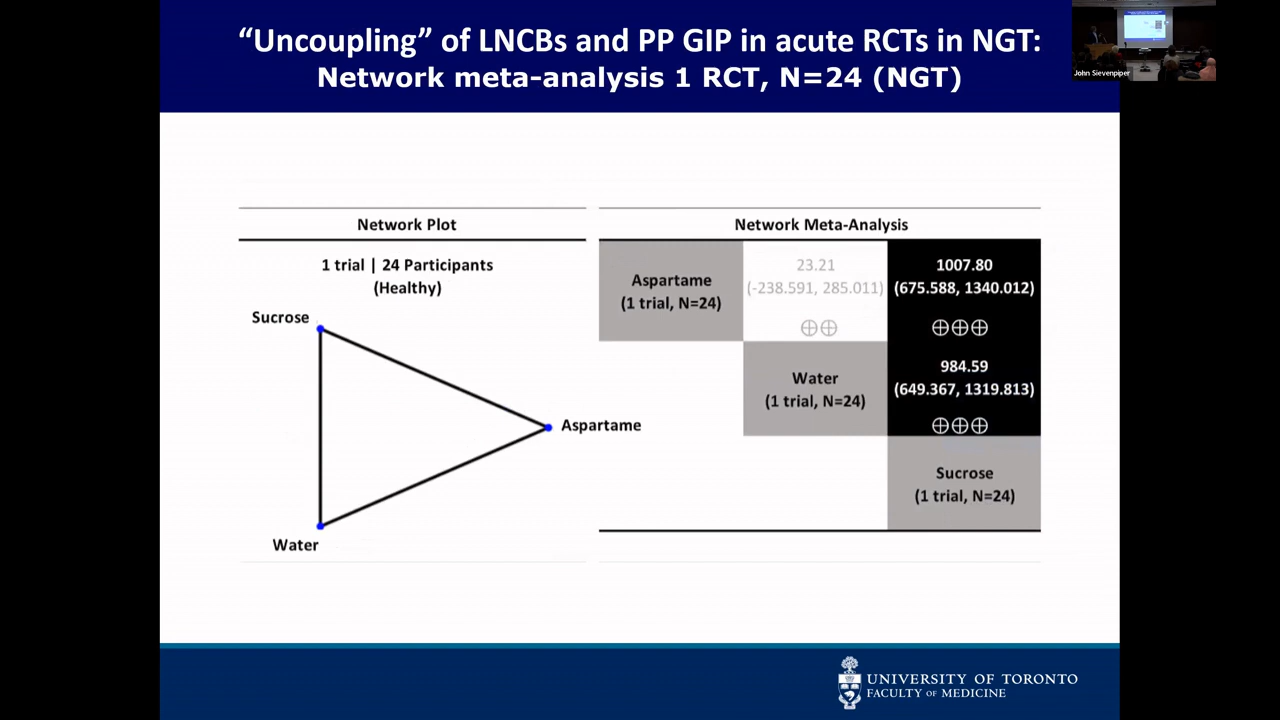 “Uncoupling” of LNCBs and PP GIP in acute RCTs in NGT:
Network meta-analysis 1 RCT, N=24 (NGT)
John Sievenpiper
Network Plot
1 trial | 24 Participants
(Healthy)
Sucrose
Aspartame
Water
Network Meta-Analysis
Aspartame
(1 trial, N=24)
23.21
(-238.591, 285.011)
⊕⊕
1007.80
(675.588, 1340.012)
⊕⊕⊕
Water
(1 trial, N=24)
984.59
(649.367, 1319.813)
⊕⊕⊕
Sucrose
(1 trial, N=24)
UNIVERSITY OF TORONTO
FACULTY OF MEDICINE